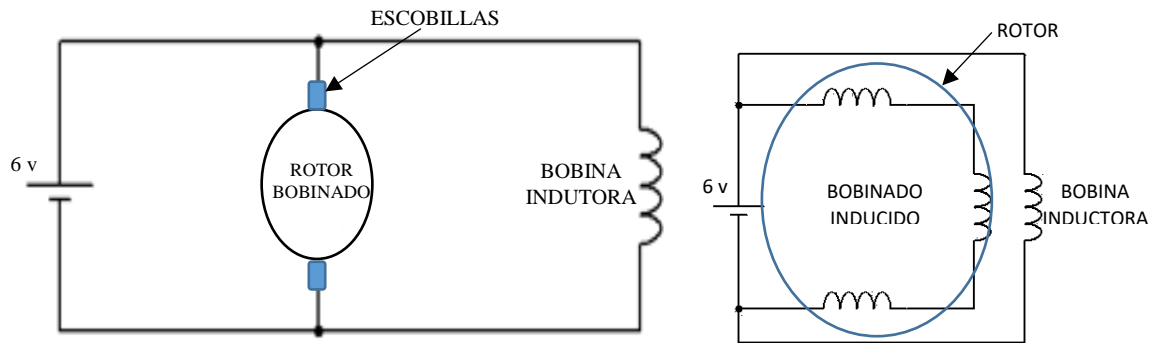 ESCOBILLAS
6 v
ROTOR
BOBINADO
BOBINA
INDUTORA
ROTOR
6 v
BOBINADO
INDUCIDO
BOBINA
INDUCTORA